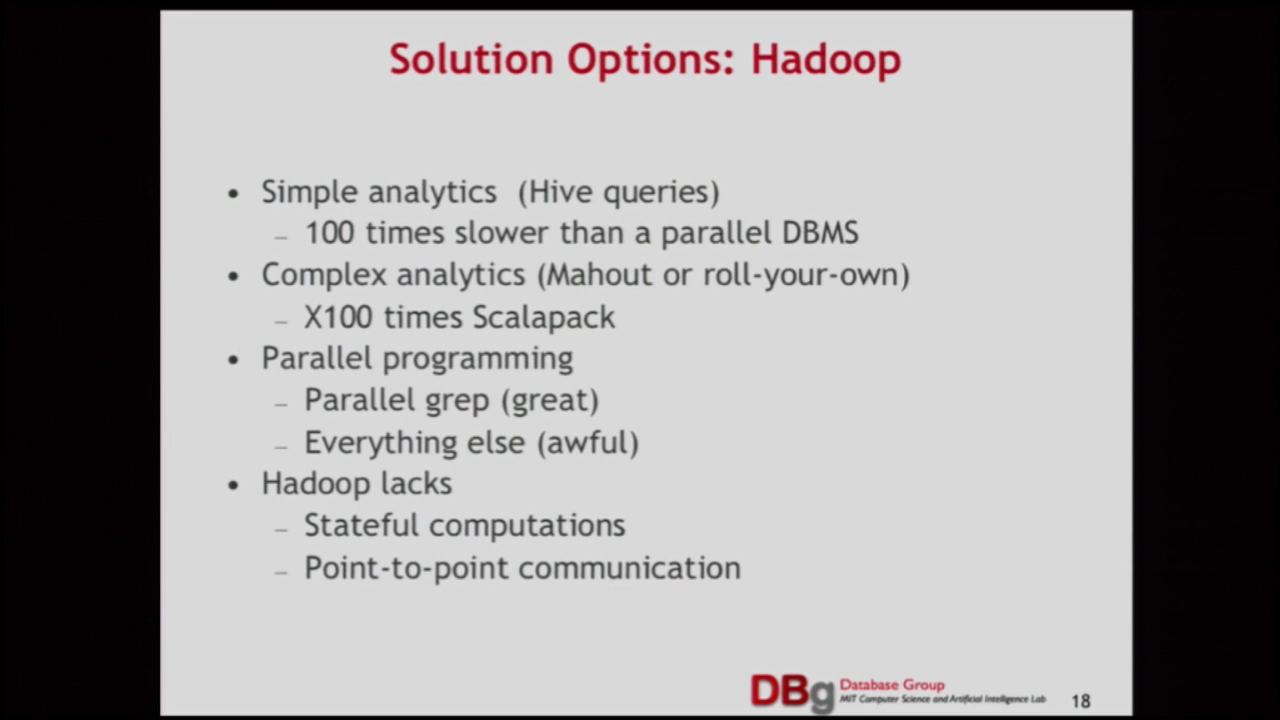 Solution Options: Hadoop
• Simple analytics (Hive queries)
– 100 times slower than a parallel DBMS
• Complex analytics (Mahout or roll-your-own)
– X100 times Scalapack
• Parallel programming
– Parallel grep (great)
– Everything else (awful)
• Hadoop lacks
– Stateful computations
– Point-to-point communication
DBg Database Group
MIT Computer Science and Artificial Intelligence Lab
18